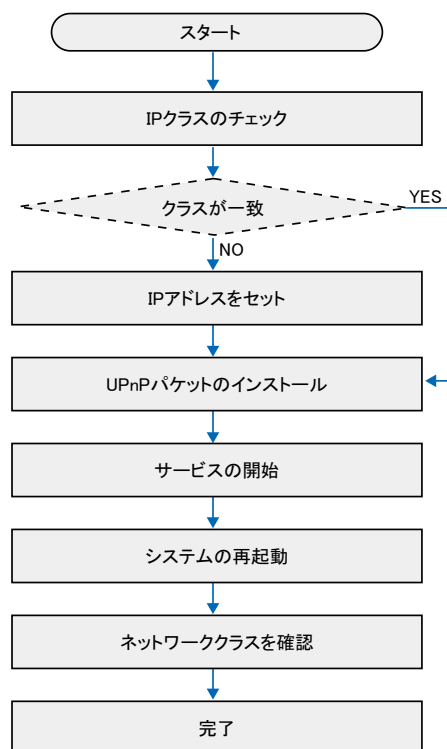 スタート
IPクラスのチェック
クラスが一致
YES
NO
IPアドレスをセット
UPnPパケットのインストール
サービスの開始
システムの再起動
ネットワーククラスを確認
完了